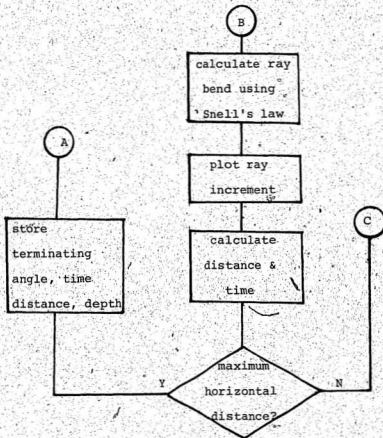 B
calculate ray
bend using
Snell's law
A
plot ray
increment
C
store
terminating
angle, time
distance, depth
calculate
distance &
time
maximum
Y
N
horizontal
distance?